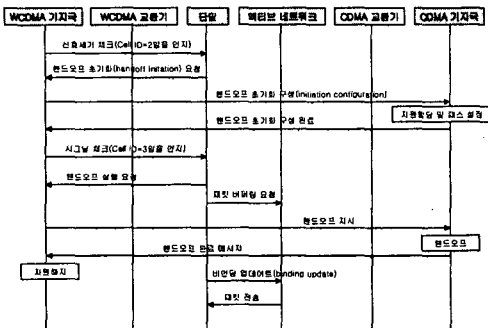 WCDMA 기지국
WCDMA 교환기
단말
액티브 네트워크
CDMA 교환기
CDMA 기지국
신호세기 체크(Cell ID=2임을 인지)
핸드오프 초기화(handoff initation) 요청
핸드오프 초기화 구성(initiation configuration)
자원할당 및 패스 설정
핸드오프 초기화 구성 완료
시그널 체크(Cell ID=3임을 인지)
핸드오프 실행 요청
패킷 버퍼링 요청
핸드오프 지시
핸드오프
핸드오프 완료 메시지
자원해지
바인딩 업데이트(binding update)
패킷 전송